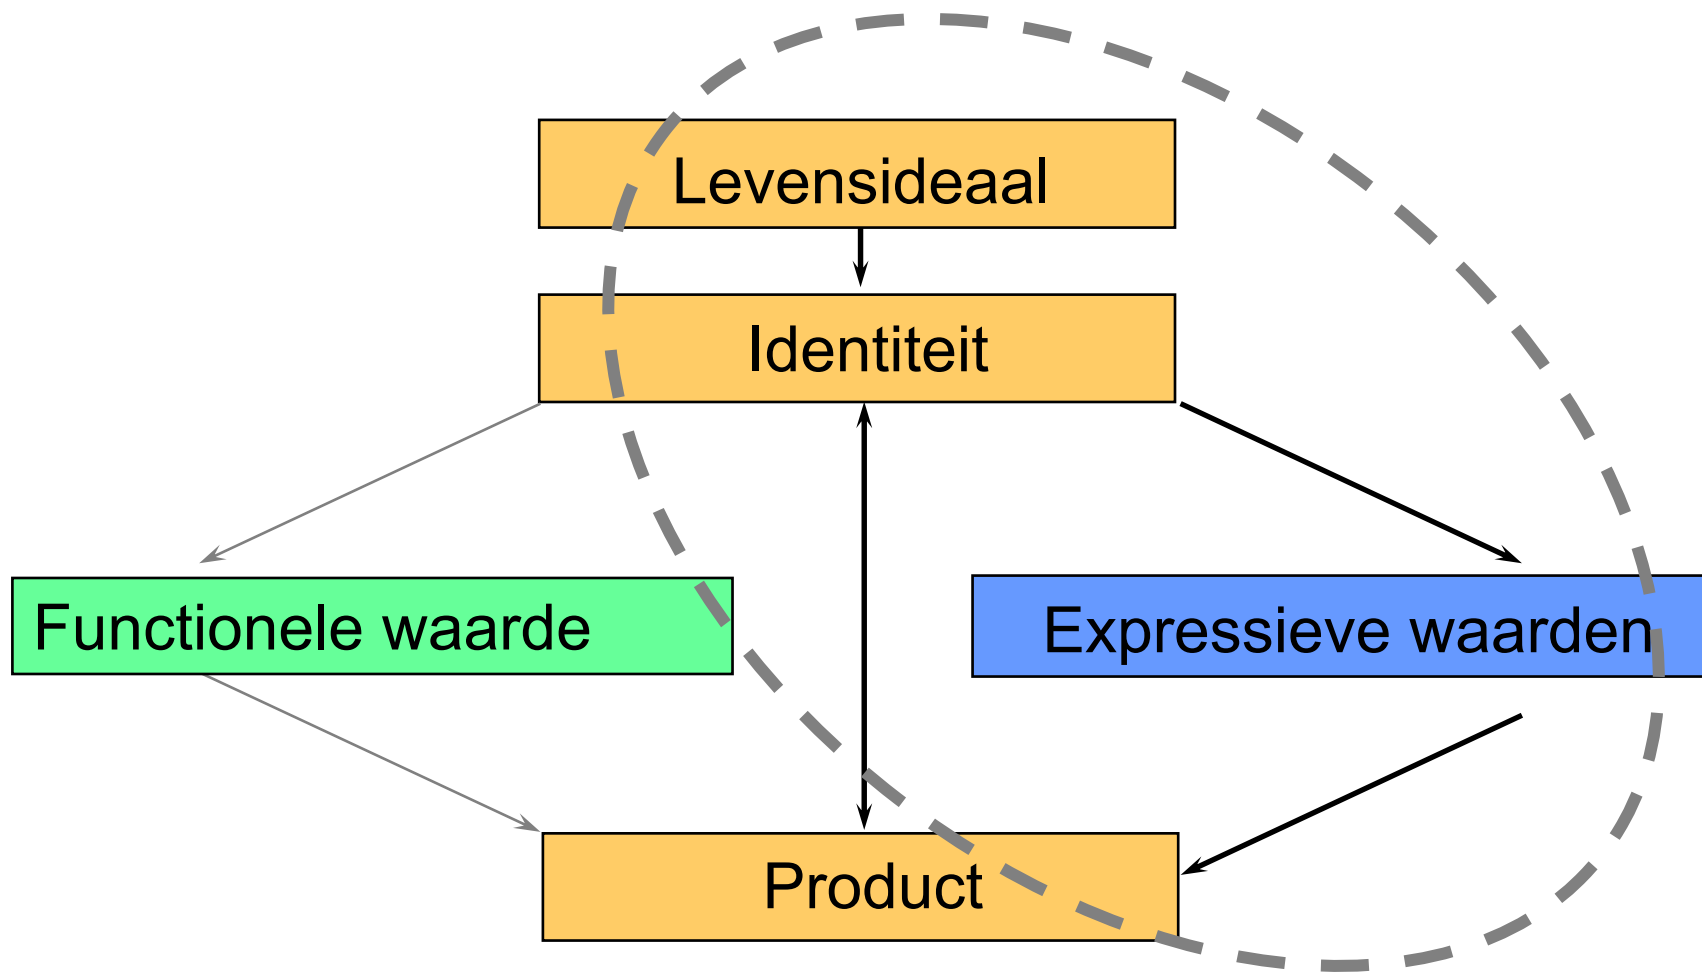 Levensideaal
Identiteit
Functionele waarde
Expressieve waarden
Product